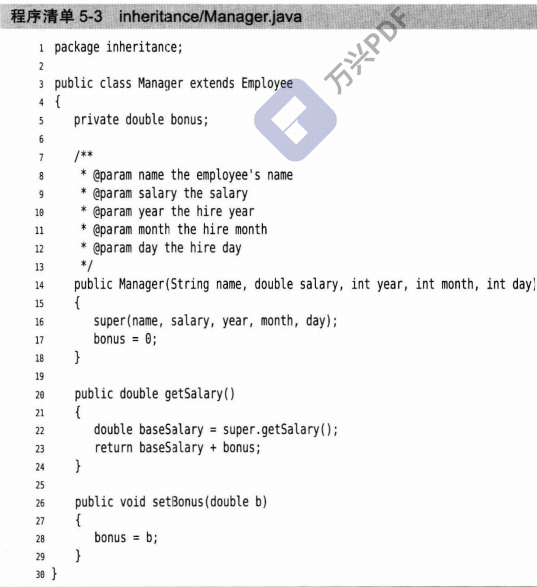 程序清单 5-3 inheritance/Manager.java
万兴PDF
1 package inheritance;
2
3 public class Manager extends Employee
4 {
5    private double bonus;
6
7    /**
8     * @param name the employee's name
9     * @param salary the salary
10     * @param year the hire year
11     * @param month the hire month
12     * @param day the hire day
13     */
14    public Manager(String name, double salary, int year, int month, int day)
15    {
16       super(name, salary, year, month, day);
17       bonus = 0;
18    }
19
20    public double getSalary()
21    {
22       double baseSalary = super.getSalary();
23       return baseSalary + bonus;
24    }
25
26    public void setBonus(double b)
27    {
28       bonus = b;
29    }
30 }